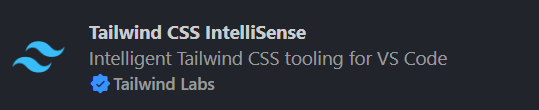 Tailwind CSS IntelliSense
Intelligent Tailwind CSS tooling for VS Code
Tailwind Labs